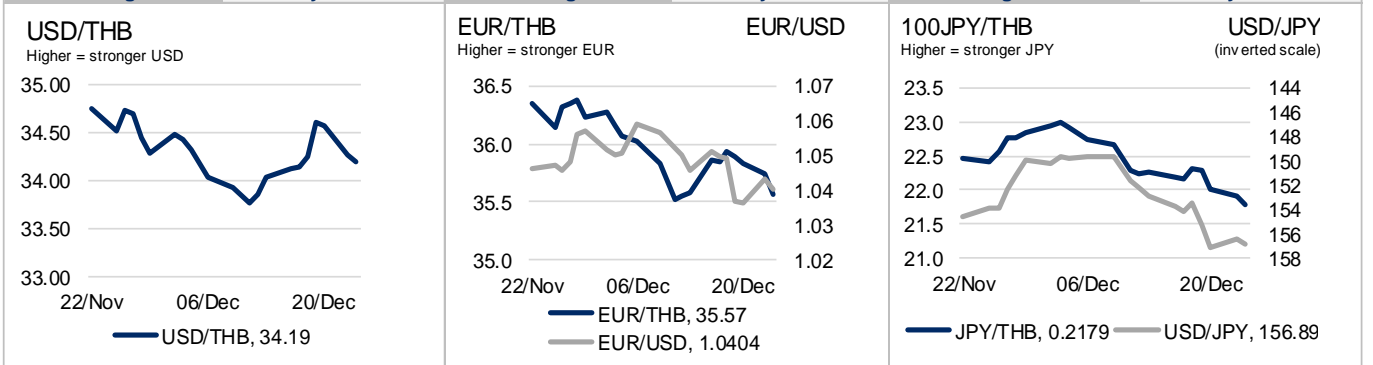 USD/THB
Higher = stronger USD
35.00
34.50
34.00
33.50
33.00
22/Nov 06/Dec 20/Dec
USD/THB, 34.19
EUR/THB EUR/USD
Higher = stronger EUR
36.5 1.07
1.06
36.0 1.05
1.04
35.5 1.03
35.0 1.02
22/Nov 06/Dec 20/Dec
EUR/THB, 35.57
EUR/USD, 1.0404
100JPY/THB USD/JPY
Higher = stronger JPY (inverted scale)
23.5 144
146
23.0 148
22.5 150
22.0 152
154
21.5 156
21.0 158
22/Nov 06/Dec 20/Dec
JPY/THB, 0.2179 USD/JPY, 156.89